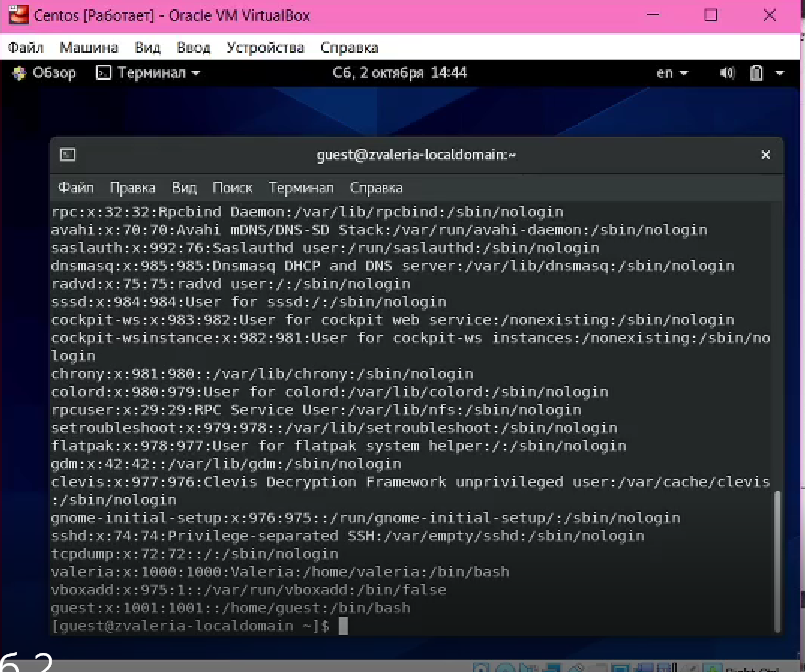 Centos [Работает] - Oracle VM VirtualBox
Файл Машина Вид Ввод Устройства Справка
Обзор Терминал Сб, 2 октября 14:44 en
guest@zvaleria-localdomain:~
Файл Правка Вид Поиск Терминал Справка
rpc:x:32:32:Rpcbind Daemon:/var/lib/rpcbind:/sbin/nologin
avahi:x:70:70:Avahi mDNS/DNS-SD Stack:/var/run/avahi-daemon:/sbin/nologin
saslauth:x:992:76:Saslauthd user:/run/saslauthd:/sbin/nologin
dnsmasq:x:985:985:Dnsmasq DHCP and DNS server:/var/lib/dnsmasq:/sbin/nologin
radvd:x:75:75:radvd user:/:/sbin/nologin
sssd:x:984:984:User for sssd:/:/sbin/nologin
cockpit-ws:x:983:982:User for cockpit web service:/nonexisting:/sbin/nologin
cockpit-wsinstance:x:982:981:User for cockpit-ws instances:/nonexisting:/sbin/no
login
chrony:x:981:980::/var/lib/chrony:/sbin/nologin
colord:x:980:979:User for colord:/var/lib/colord:/sbin/nologin
rpcuser:x:29:29:RPC Service User:/var/lib/nfs:/sbin/nologin
setroubleshoot:x:979:978::/var/lib/setroubleshoot:/sbin/nologin
flatpak:x:978:977:User for flatpak system helper:/:/sbin/nologin
gdm:x:42:42::/var/lib/gdm:/sbin/nologin
clevis:x:977:976:Clevis Decryption Framework unprivileged user:/var/cache/clevis
:/sbin/nologin
gnome-initial-setup:x:976:975::/run/gnome-initial-setup/:/sbin/nologin
sshd:x:74:74:Privilege-separated SSH:/var/empty/sshd:/sbin/nologin
tcpdump:x:72:72::/:/sbin/nologin
valeria:x:1000:1000:Valeria:/home/valeria:/bin/bash
vboxadd:x:975:1::/var/run/vboxadd:/bin/false
guest:x:1001:1001::/home/guest:/bin/bash
[guest@zvaleria-localdomain ~]$